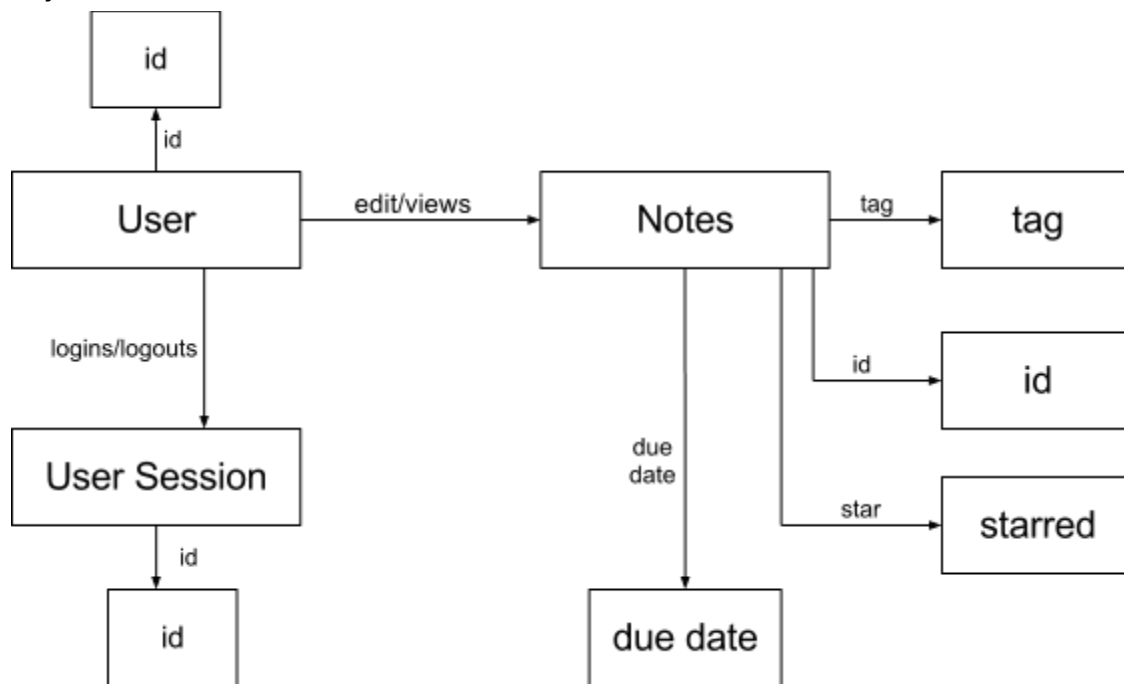 id
id
User
edit/views
Notes
tag
tag
logins/logouts
id
id
User Session
due
date
star
starred
id
id
due date